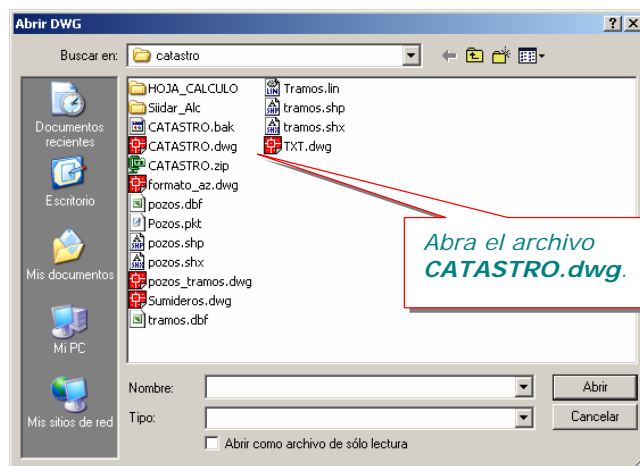 Abrir DWG
Buscar en: catastro
HOJA_CALCULO
Siidar_Alc
CATASTRO.bak
CATASTRO.dwg
CATASTRO.zip
formato_az.dwg
pozos.dbf
Pozos.pkt
pozos.shp
pozos.shx
pozos_tramos.dwg
Sumideros.dwg
tramos.dbf
Tramos.lin
tramos.shp
tramos.shx
TXT.dwg
Documentos
recientes
Escritorio
Mis documentos
Mi PC
Mis sitios de red
Abra el archivo
CATASTRO.dwg.
Nombre:
Abrir
Tipo:
Cancelar
Abrir como archivo de sólo lectura